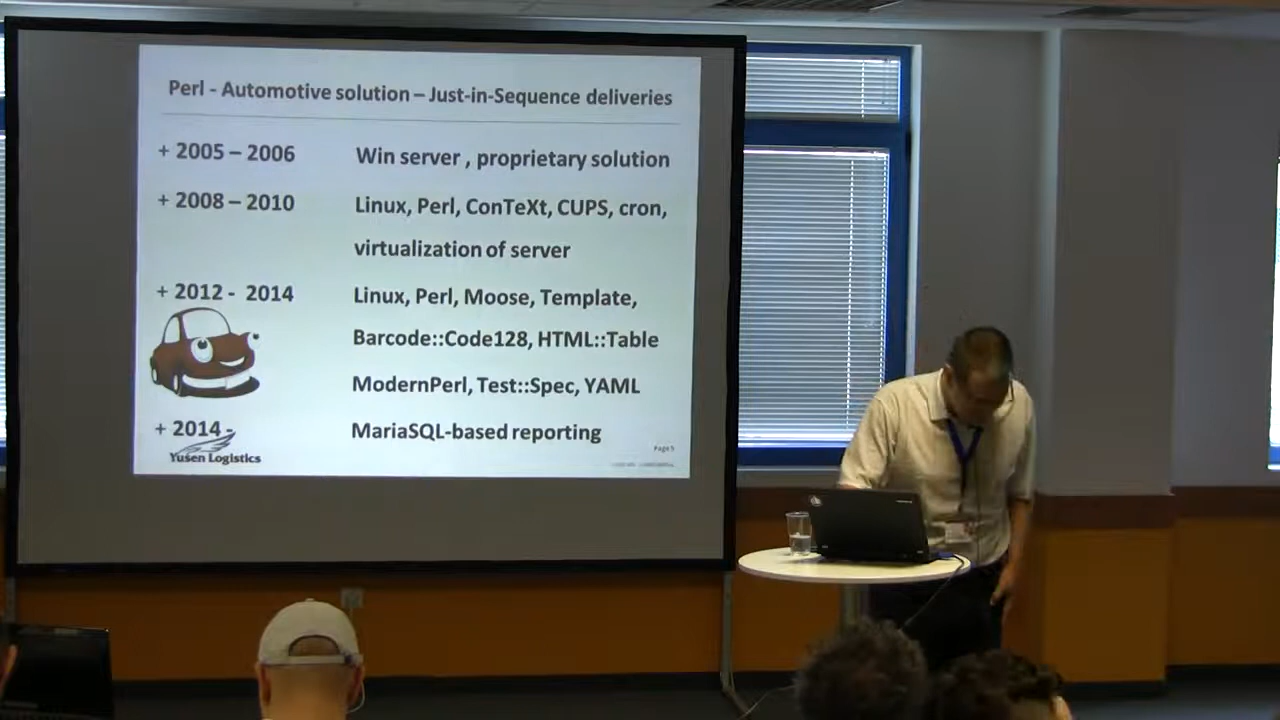 Perl - Automotive solution – Just-in-Sequence deliveries
+ 2005 – 2006 Win server , proprietary solution
+ 2008 – 2010 Linux, Perl, ConTeXt, CUPS, cron,
virtualization of server
+ 2012 - 2014 Linux, Perl, Moose, Template,
Barcode::Code128, HTML::Table
ModernPerl, Test::Spec, YAML
+ 2014 - MariaSQL-based reporting
Yusen Logistics
Page 5